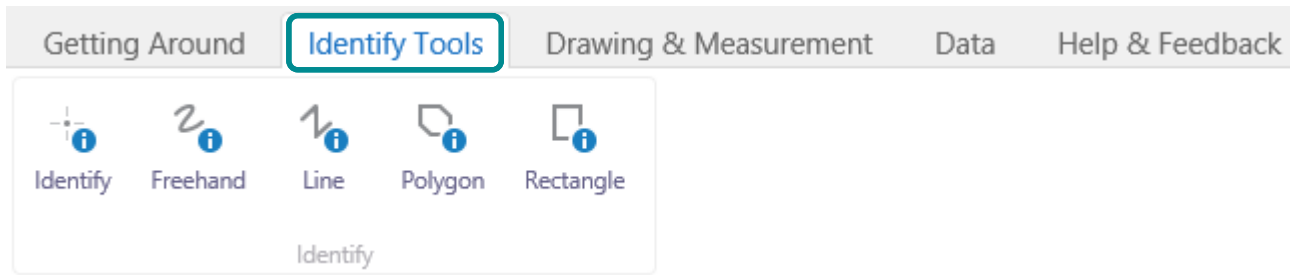 Getting Around Identify Tools Drawing & Measurement Data Help & Feedback
Identify Freehand Line Polygon Rectangle
Identify